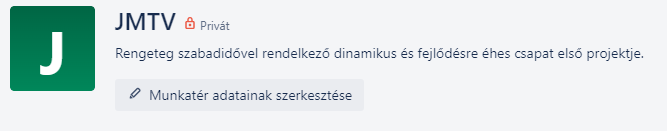 J
JMTV Privát
Rengeteg szabadidővel rendelkező dinamikus és fejlődésre éhes csapat első projektje.
Munkatér adatainak szerkesztése